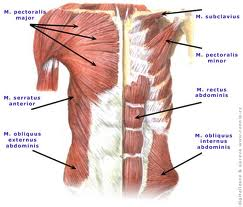 M. pectoralis
major
M. serratus
anterior
M. obliquus
externus
abdominis
M. subclavius
M. pectoralis
minor
M. rectus
abdominis
M. obliquus
internus
abdominis